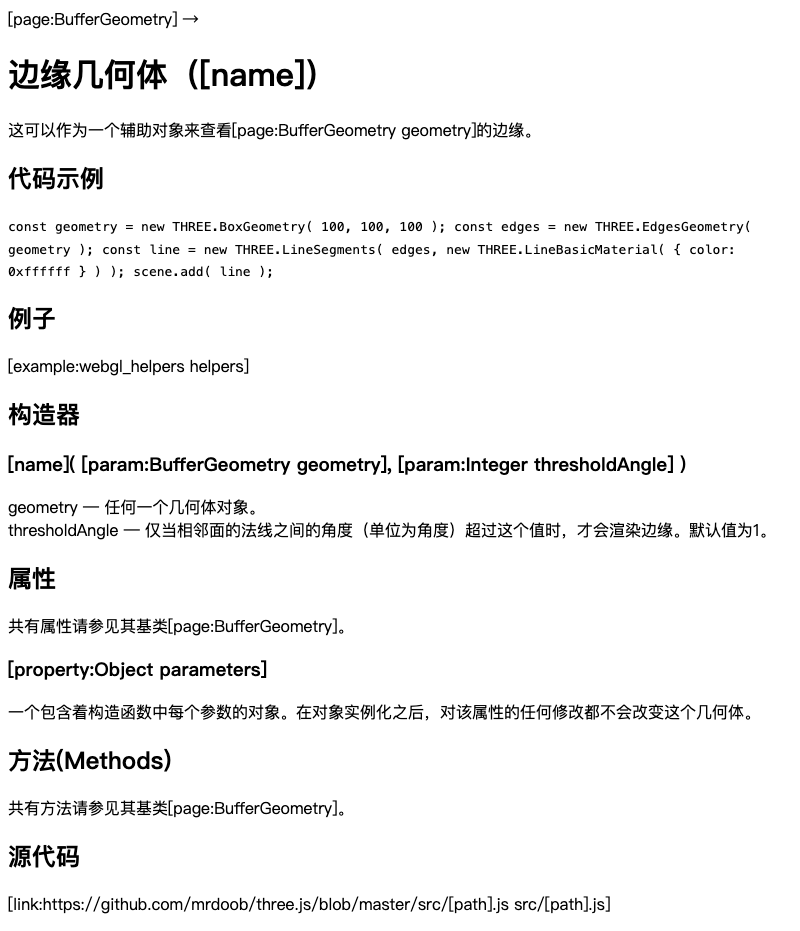 [page:BufferGeometry] →
边缘几何体（[name]）
这可以作为一个辅助对象来查看[page:BufferGeometry geometry]的边缘。
代码示例
const geometry = new THREE.BoxGeometry( 100, 100, 100 ); const edges = new THREE.EdgesGeometry(
geometry ); const line = new THREE.LineSegments( edges, new THREE.LineBasicMaterial( { color:
0xffffff } ) ); scene.add( line );
例子
[example:webgl_helpers helpers]
构造器
[name]( [param:BufferGeometry geometry], [param:Integer thresholdAngle] )
geometry — 任何一个几何体对象。
thresholdAngle — 仅当相邻面的法线之间的角度（单位为角度）超过这个值时，才会渲染边缘。默认值为1。
属性
共有属性请参见其基类[page:BufferGeometry]。
[property:Object parameters]
一个包含着构造函数中每个参数的对象。在对象实例化之后，对该属性的任何修改都不会改变这个几何体。
方法(Methods)
共有方法请参见其基类[page:BufferGeometry]。
源代码
[link:https://github.com/mrdoob/three.js/blob/master/src/[path].js src/[path].js]